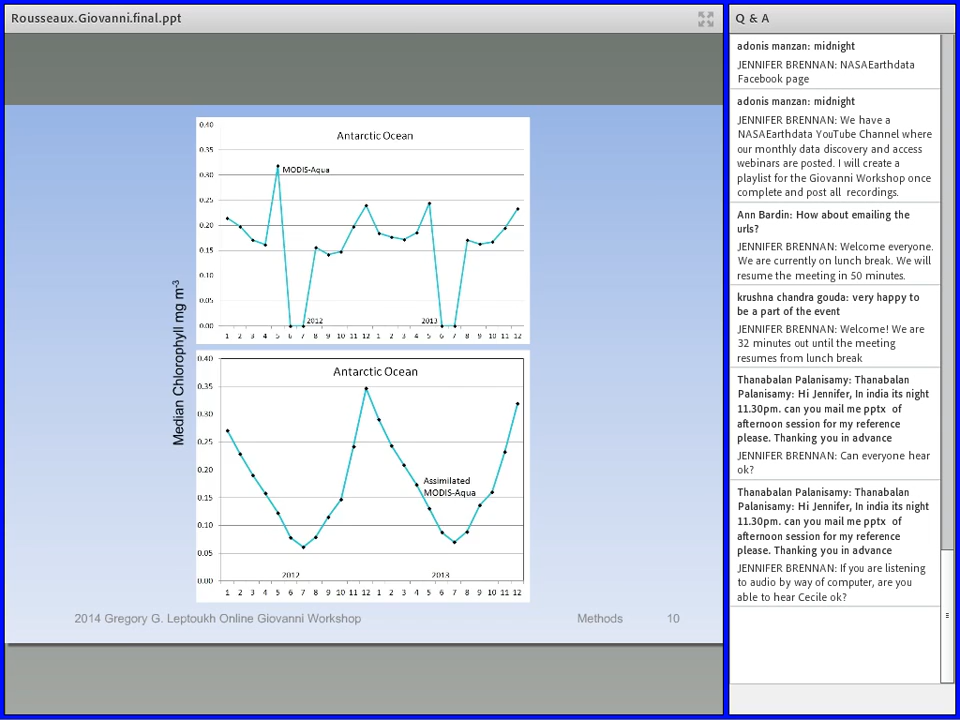 Rousseaux.Giovanni.final.ppt
Median Chlorophyll mg m-3
Antarctic Ocean
MODIS-Aqua
0.40
0.35
0.30
0.25
0.20
0.15
0.10
0.05
0.00
2012
2013
1 2 3 4 5 6 7 8 9 10 11 12 1 2 3 4 5 6 7 8 9 10 11 12
Antarctic Ocean
Assimilated
MODIS-Aqua
0.40
0.35
0.30
0.25
0.20
0.15
0.10
0.05
0.00
2012
2013
1 2 3 4 5 6 7 8 9 10 11 12 1 2 3 4 5 6 7 8 9 10 11 12
2014 Gregory G. Leptoukh Online Giovanni Workshop
Methods
10
Q & A
adonis manzan: midnight
JENNIFER BRENNAN: NASAEarthdata
Facebook page
adonis manzan: midnight
JENNIFER BRENNAN: We have a
NASAEarthdata YouTube Channel where
our monthly data discovery and access
webinars are posted. I will create a
playlist for the Giovanni Workshop once
complete and post all recordings.
Ann Bardin: How about emailing the
urls?
JENNIFER BRENNAN: Welcome everyone.
We are currently on lunch break. We will
resume the meeting in 50 minutes.
krushna chandra gouda: very happy to
be a part of the event
JENNIFER BRENNAN: Welcome! We are
32 minutes out until the meeting
resumes from lunch break
Thanabalan Palanisamy: Thanabalan
Palanisamy: Hi Jennifer, In india its night
11.30pm. can you mail me pptx of
afternoon session for my reference
please. Thanking you in advance
JENNIFER BRENNAN: Can everyone hear
ok?
Thanabalan Palanisamy: Thanabalan
Palanisamy: Hi Jennifer, In india its night
11.30pm. can you mail me pptx of
afternoon session for my reference
please. Thanking you in advance
JENNIFER BRENNAN: If you are listening
to audio by way of computer, are you
able to hear Cecile ok?